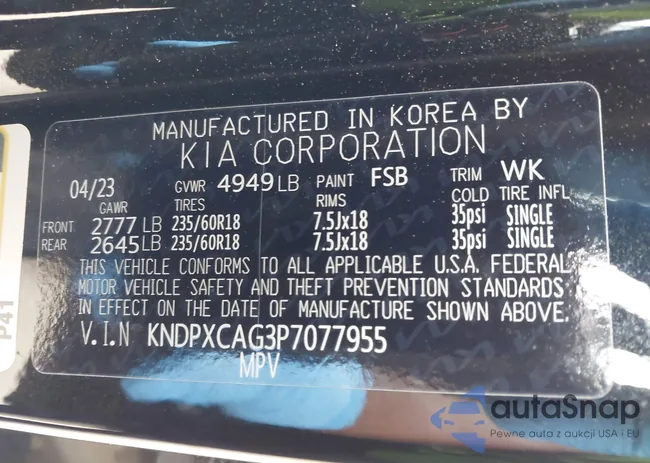 MANUFACTURED IN KOREA BY
KIA CORPORATION
04/23 GVWR 4949 LB PAINT FSB TRIM WK
GAWR TIRES RIMS COLD TIRE INFL
FRONT 2777 LB 235/60R18 7.5Jx18 35psi SINGLE
REAR 2645 LB 235/60R18 7.5Jx18 35psi SINGLE
THIS VEHICLE CONFORMS TO ALL APPLICABLE U.S.A. FEDERAL
MOTOR VEHICLE SAFETY AND THEFT PREVENTION STANDARDS
IN EFFECT ON THE DATE OF MANUFACTURE SHOWN ABOVE.
V.I.N KNDPXCAG3P7077955
MPV
P41
autaSnap
Pewne auta z aukcji USA i EU